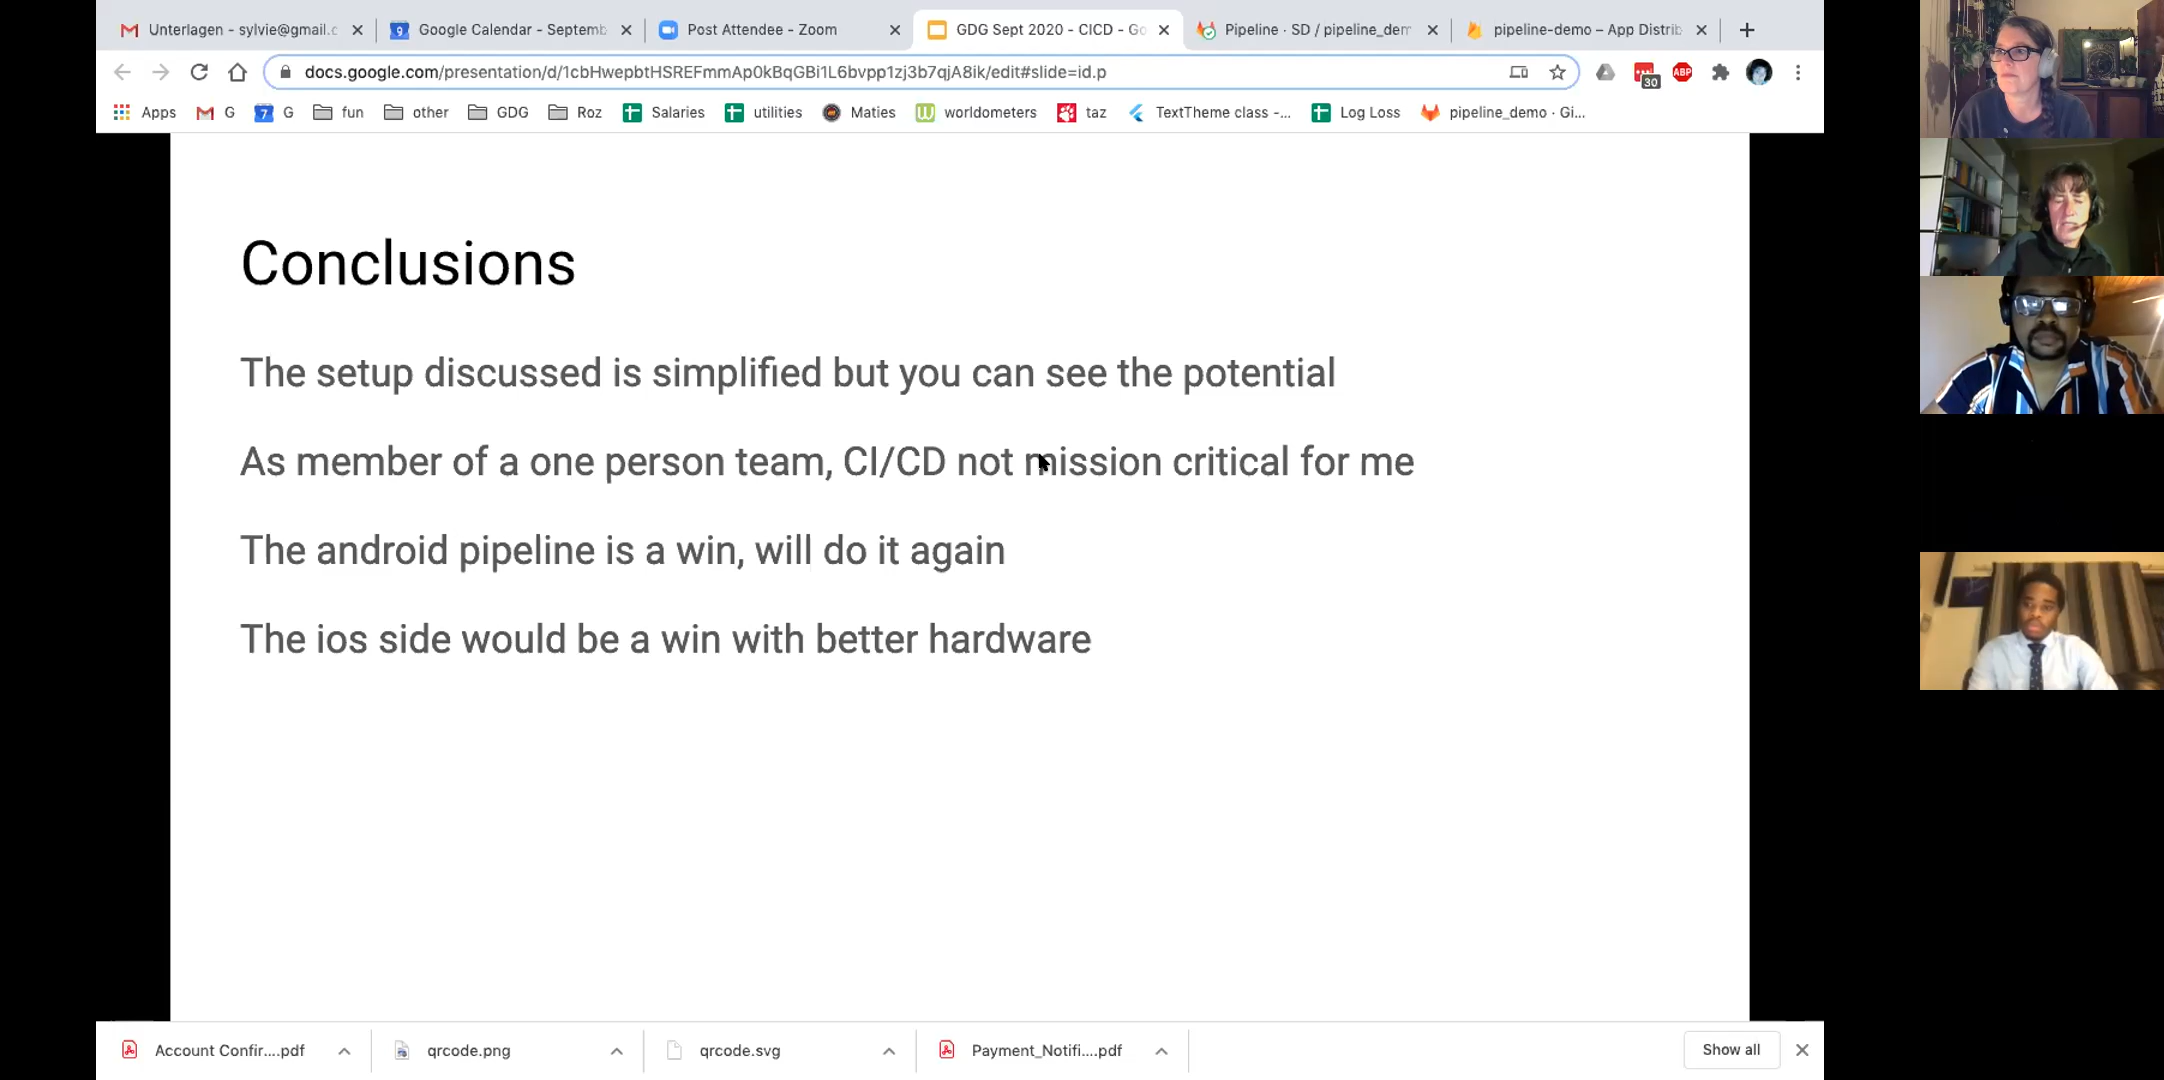 Unterlagen - sylvie@gmail.c
Google Calendar - Septemb
Post Attendee - Zoom
GDG Sept 2020 - CICD - Go
Pipeline · SD / pipeline_dem
pipeline-demo – App Distrib
docs.google.com/presentation/d/1cbHwepbtHSREFmmAp0kBqGBi1L6bvpp1zj3b7qjA8ik/edit#slide=id.p
30
ABP
Apps
G
7 G
fun
other
GDG
Roz
Salaries
utilities
Maties
worldometers
taz
TextTheme class -...
Log Loss
pipeline_demo · Gi...
Conclusions
The setup discussed is simplified but you can see the potential
As member of a one person team, CI/CD not mission critical for me
The android pipeline is a win, will do it again
The ios side would be a win with better hardware
Account Confir....pdf
qrcode.png
qrcode.svg
Payment_Notifi....pdf
Show all